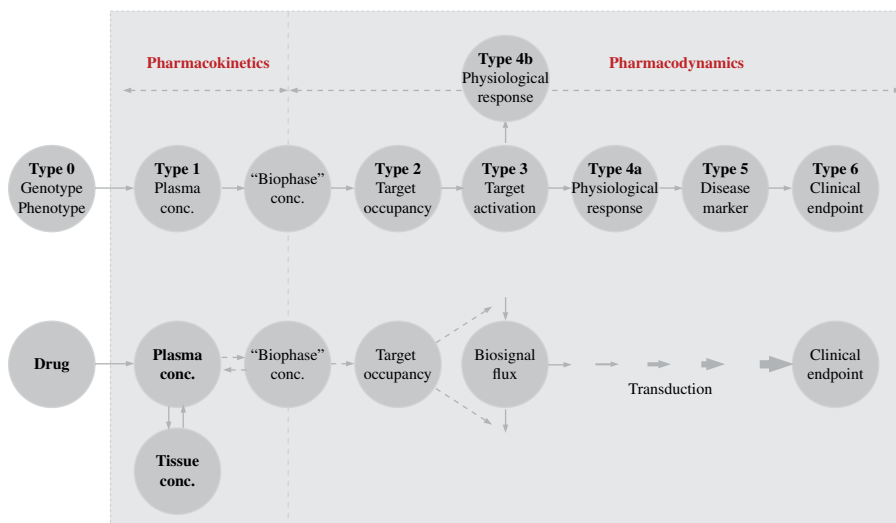 Pharmacokinetics
Pharmacodynamics
Type 4b
Physiological
response
Type 0
Genotype
Phenotype
Type 1
Plasma
conc.
“Biophase”
conc.
Type 2
Target
occupancy
Type 3
Target
activation
Type 4a
Physiological
response
Type 5
Disease
marker
Type 6
Clinical
endpoint
Drug
Plasma
conc.
“Biophase”
conc.
Target
occupancy
Biosignal
flux
Transduction
Clinical
endpoint
Tissue
conc.